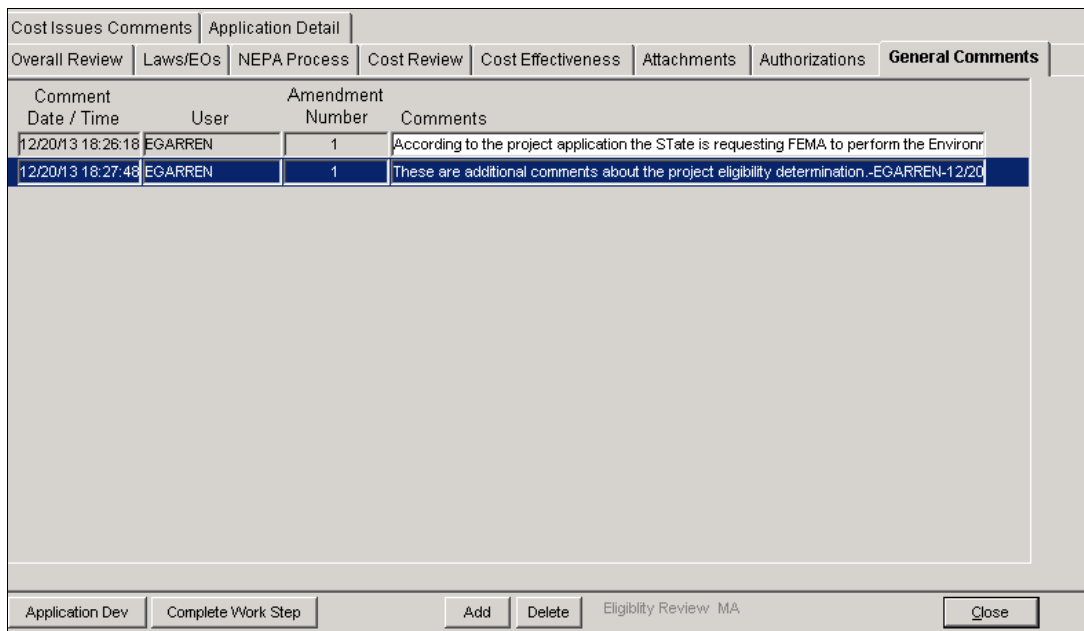 Cost Issues Comments Application Detail
Overall Review Laws/EOs NEPA Process Cost Review Cost Effectiveness Attachments Authorizations General Comments
Comment Amendment
Date / Time User Number Comments
12/20/13 18:26:18 EGARREN 1 According to the project application the STate is requesting FEMA to perform the Environr
12/20/13 18:27:48 EGARREN 1 These are additional comments about the project eligibility determination.-EGARREN-12/20
Application Dev Complete Work Step Add Delete Eligiblity Review MA Close